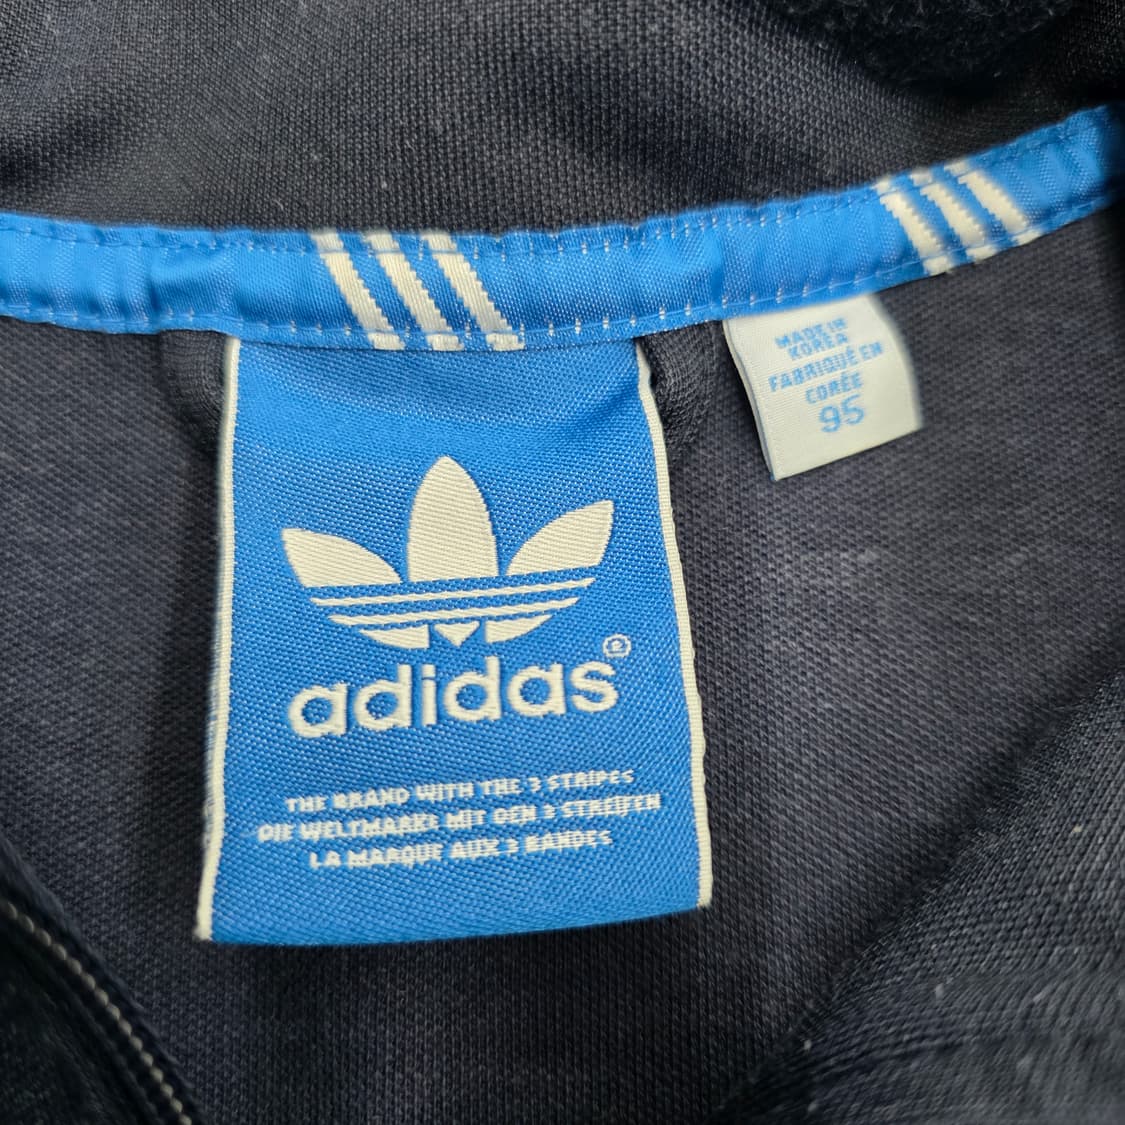 MADE IN
KOREA
FABRIQUÉ EN
CORÉE
95
adidas®
THE BRAND WITH THE 3 STRIPES
DIE WELTMARKE MIT DEN 3 STREIFEN
LA MARQUE AUX 3 BANDES